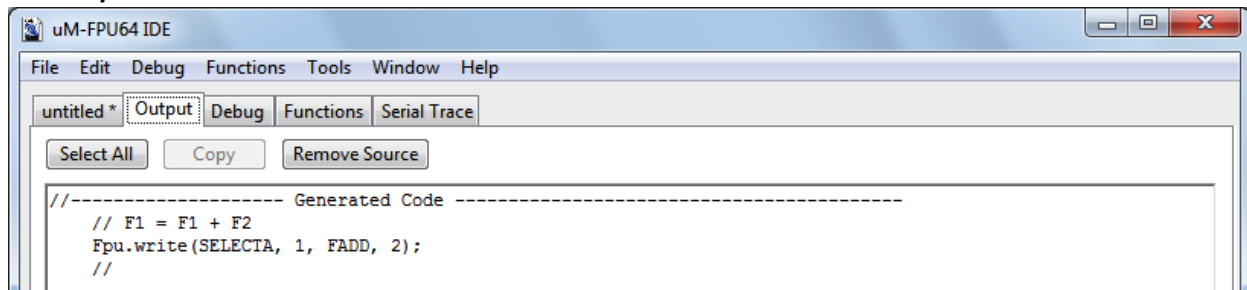 uM-FPU64 IDE
File Edit Debug Functions Tools Window Help
untitled * Output Debug Functions Serial Trace
Select All Copy Remove Source
//-------------------- Generated Code ------------------------------------------
// F1 = F1 + F2
Fpu.write(SELECTA, 1, FADD, 2);
//